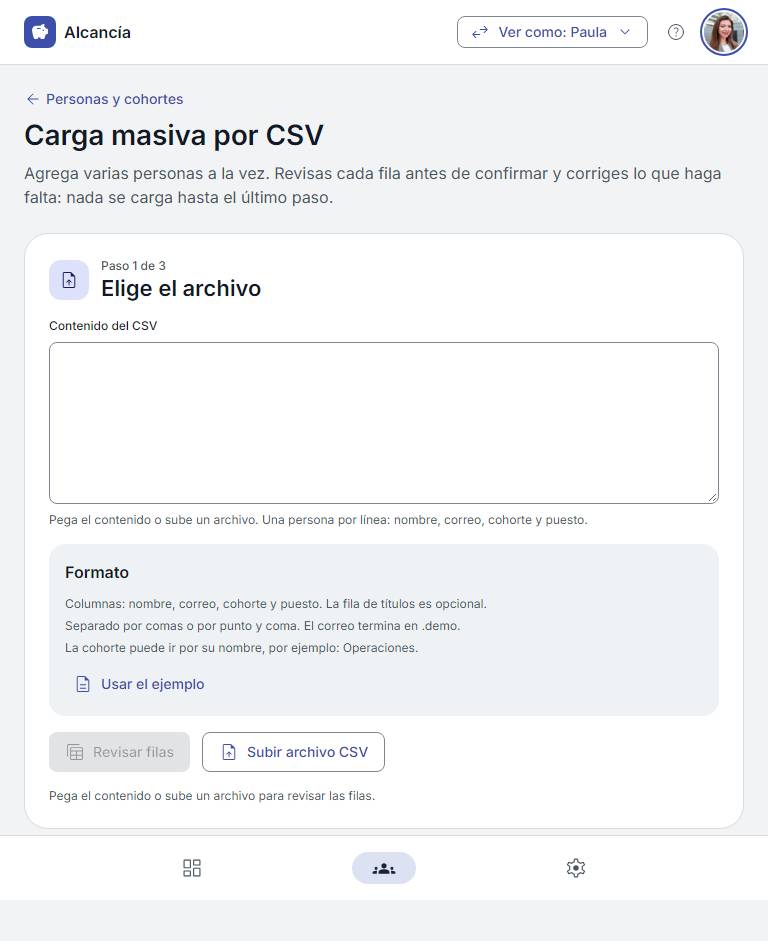 Alcancía
Ver como: Paula
Personas y cohortes
Carga masiva por CSV
Agrega varias personas a la vez. Revisas cada fila antes de confirmar y corriges lo que haga
falta: nada se carga hasta el último paso.
Paso 1 de 3
Elige el archivo
Contenido del CSV
Pega el contenido o sube un archivo. Una persona por línea: nombre, correo, cohorte y puesto.
Formato
Columnas: nombre, correo, cohorte y puesto. La fila de títulos es opcional.
Separado por comas o por punto y coma. El correo termina en .demo.
La cohorte puede ir por su nombre, por ejemplo: Operaciones.
Usar el ejemplo
Revisar filas
Subir archivo CSV
Pega el contenido o sube un archivo para revisar las filas.